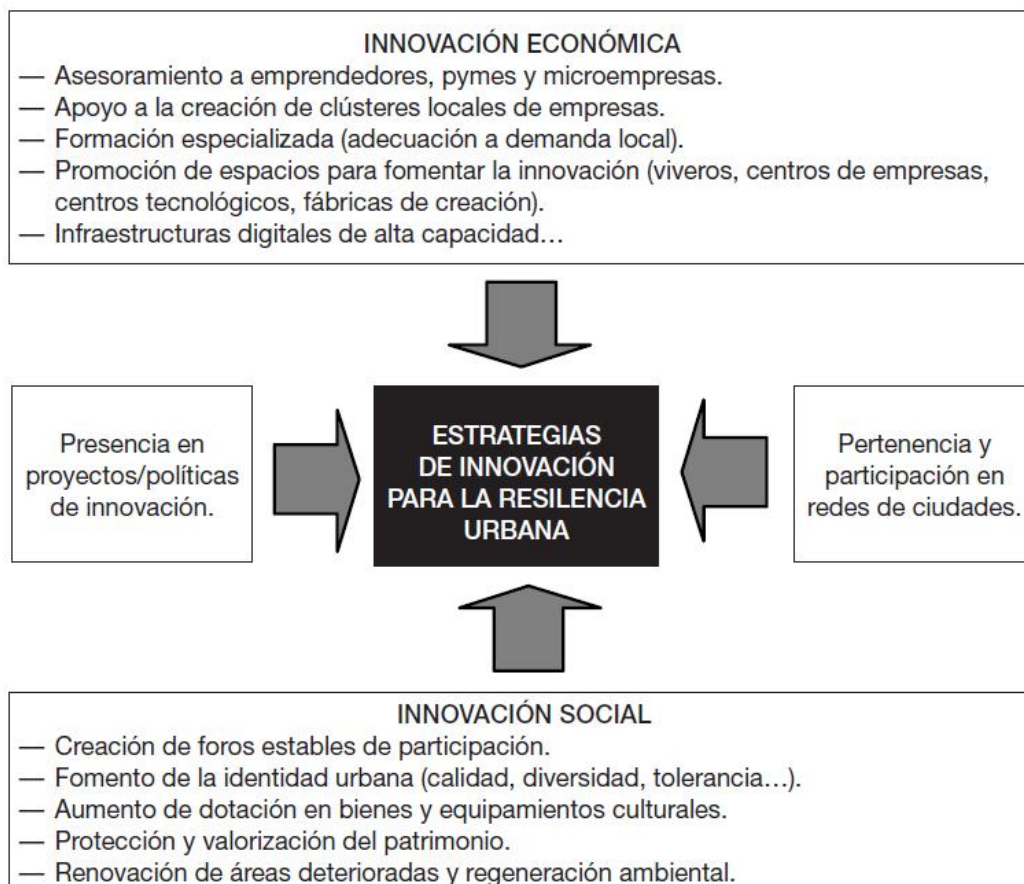 INNOVACIÓN ECONÓMICA
— Asesoramiento a emprendedores, pymes y microempresas.
— Apoyo a la creación de clústeres locales de empresas.
— Formación especializada (adecuación a demanda local).
— Promoción de espacios para fomentar la innovación (viveros, centros de empresas,
centros tecnológicos, fábricas de creación).
— Infraestructuras digitales de alta capacidad…
Presencia en
proyectos/políticas
de innovación.
ESTRATEGIAS
DE INNOVACIÓN
PARA LA RESILENCIA
URBANA
Pertenencia y
participación en
redes de ciudades.
INNOVACIÓN SOCIAL
— Creación de foros estables de participación.
— Fomento de la identidad urbana (calidad, diversidad, tolerancia…).
— Aumento de dotación en bienes y equipamientos culturales.
— Protección y valorización del patrimonio.
— Renovación de áreas deterioradas y regeneración ambiental.